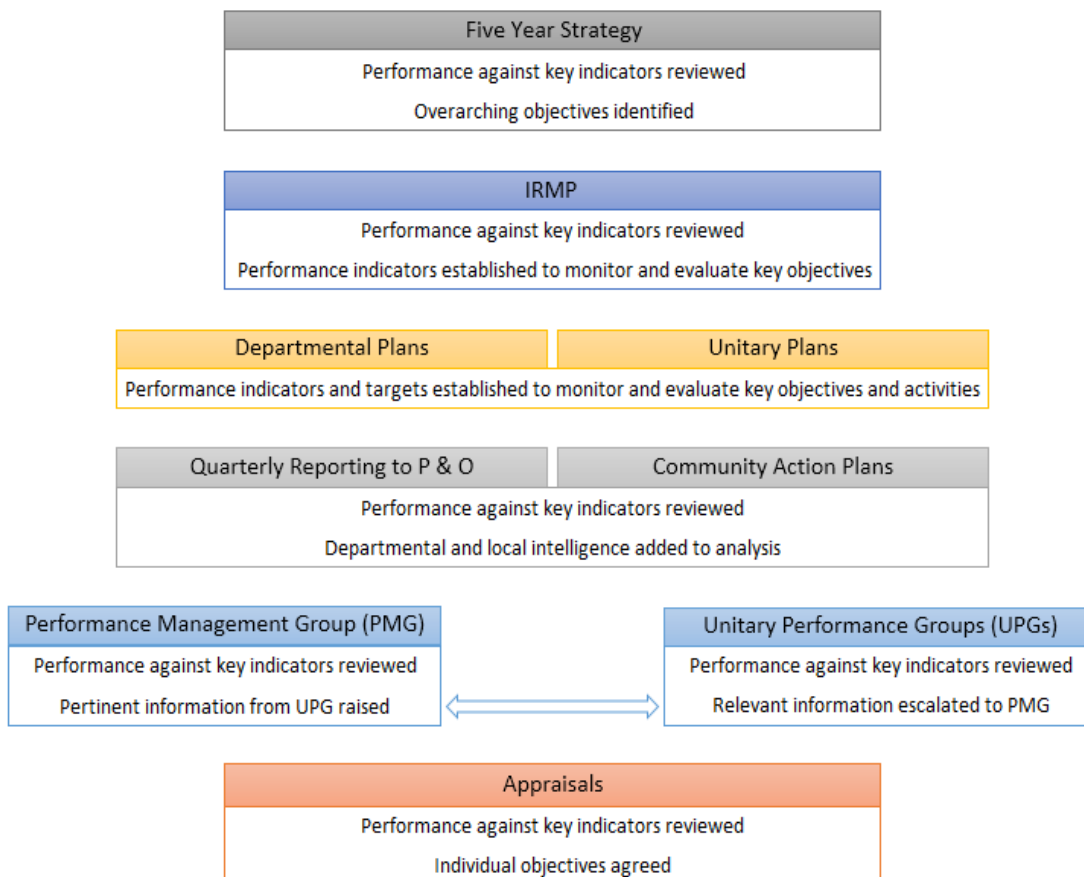 Five Year Strategy
Performance against key indicators reviewed
Overarching objectives identified
IRMP
Performance against key indicators reviewed
Performance indicators established to monitor and evaluate key objectives
Departmental Plans
Unitary Plans
Performance indicators and targets established to monitor and evaluate key objectives and activities
Quarterly Reporting to P & O
Community Action Plans
Performance against key indicators reviewed
Departmental and local intelligence added to analysis
Performance Management Group (PMG)
Performance against key indicators reviewed
Pertinent information from UPG raised
Unitary Performance Groups (UPGs)
Performance against key indicators reviewed
Relevant information escalated to PMG
Appraisals
Performance against key indicators reviewed
Individual objectives agreed